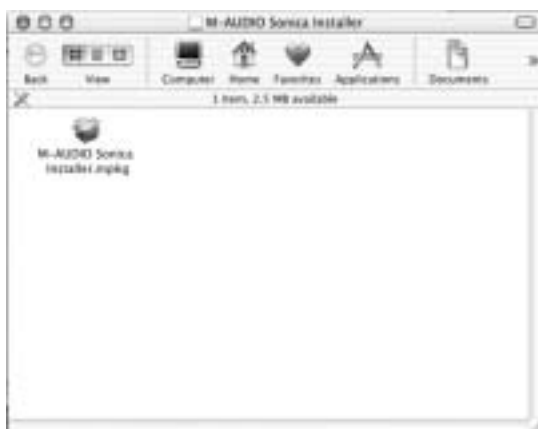 M-AUDIO Sonica Installer
Back View Computer Home Favorites Applications Documents
1 item, 2.5 MB available
M-AUDIO Sonica
Installer.mpkg